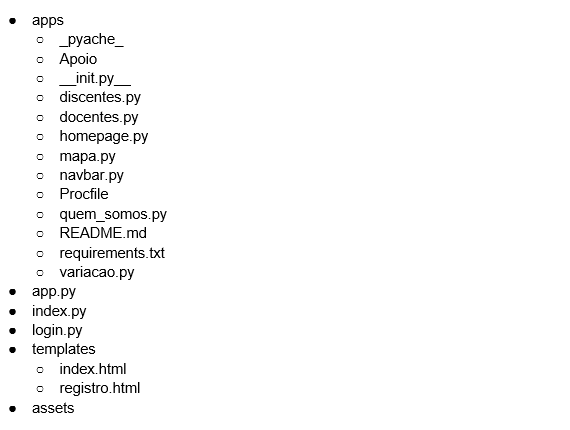 apps
_pyache_
Apoio
__init.py__
discentes.py
docentes.py
homepage.py
mapa.py
navbar.py
Procfile
quem_somos.py
README.md
requirements.txt
variacao.py
app.py
index.py
login.py
templates
index.html
registro.html
assets